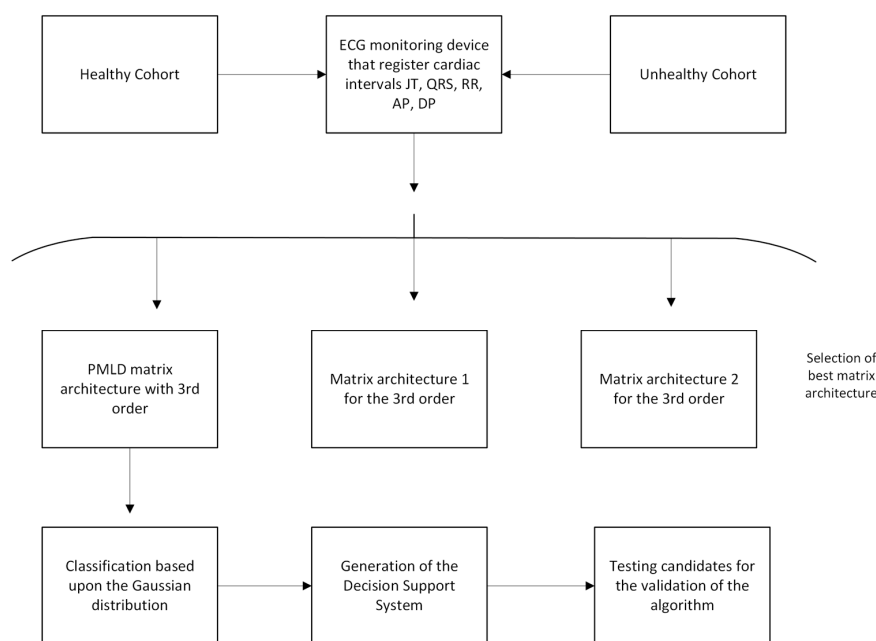 Healthy Cohort
ECG monitoring device
that register cardiac
intervals JT, QRS, RR,
AP, DP
Unhealthy Cohort
PMLD matrix
architecture with 3rd
order
Matrix architecture 1
for the 3rd order
Matrix architecture 2
for the 3rd order
Selection of
best matrix
architecture
Classification based
upon the Gaussian
distribution
Generation of the
Decision Support
System
Testing candidates for
the validation of the
algorithm